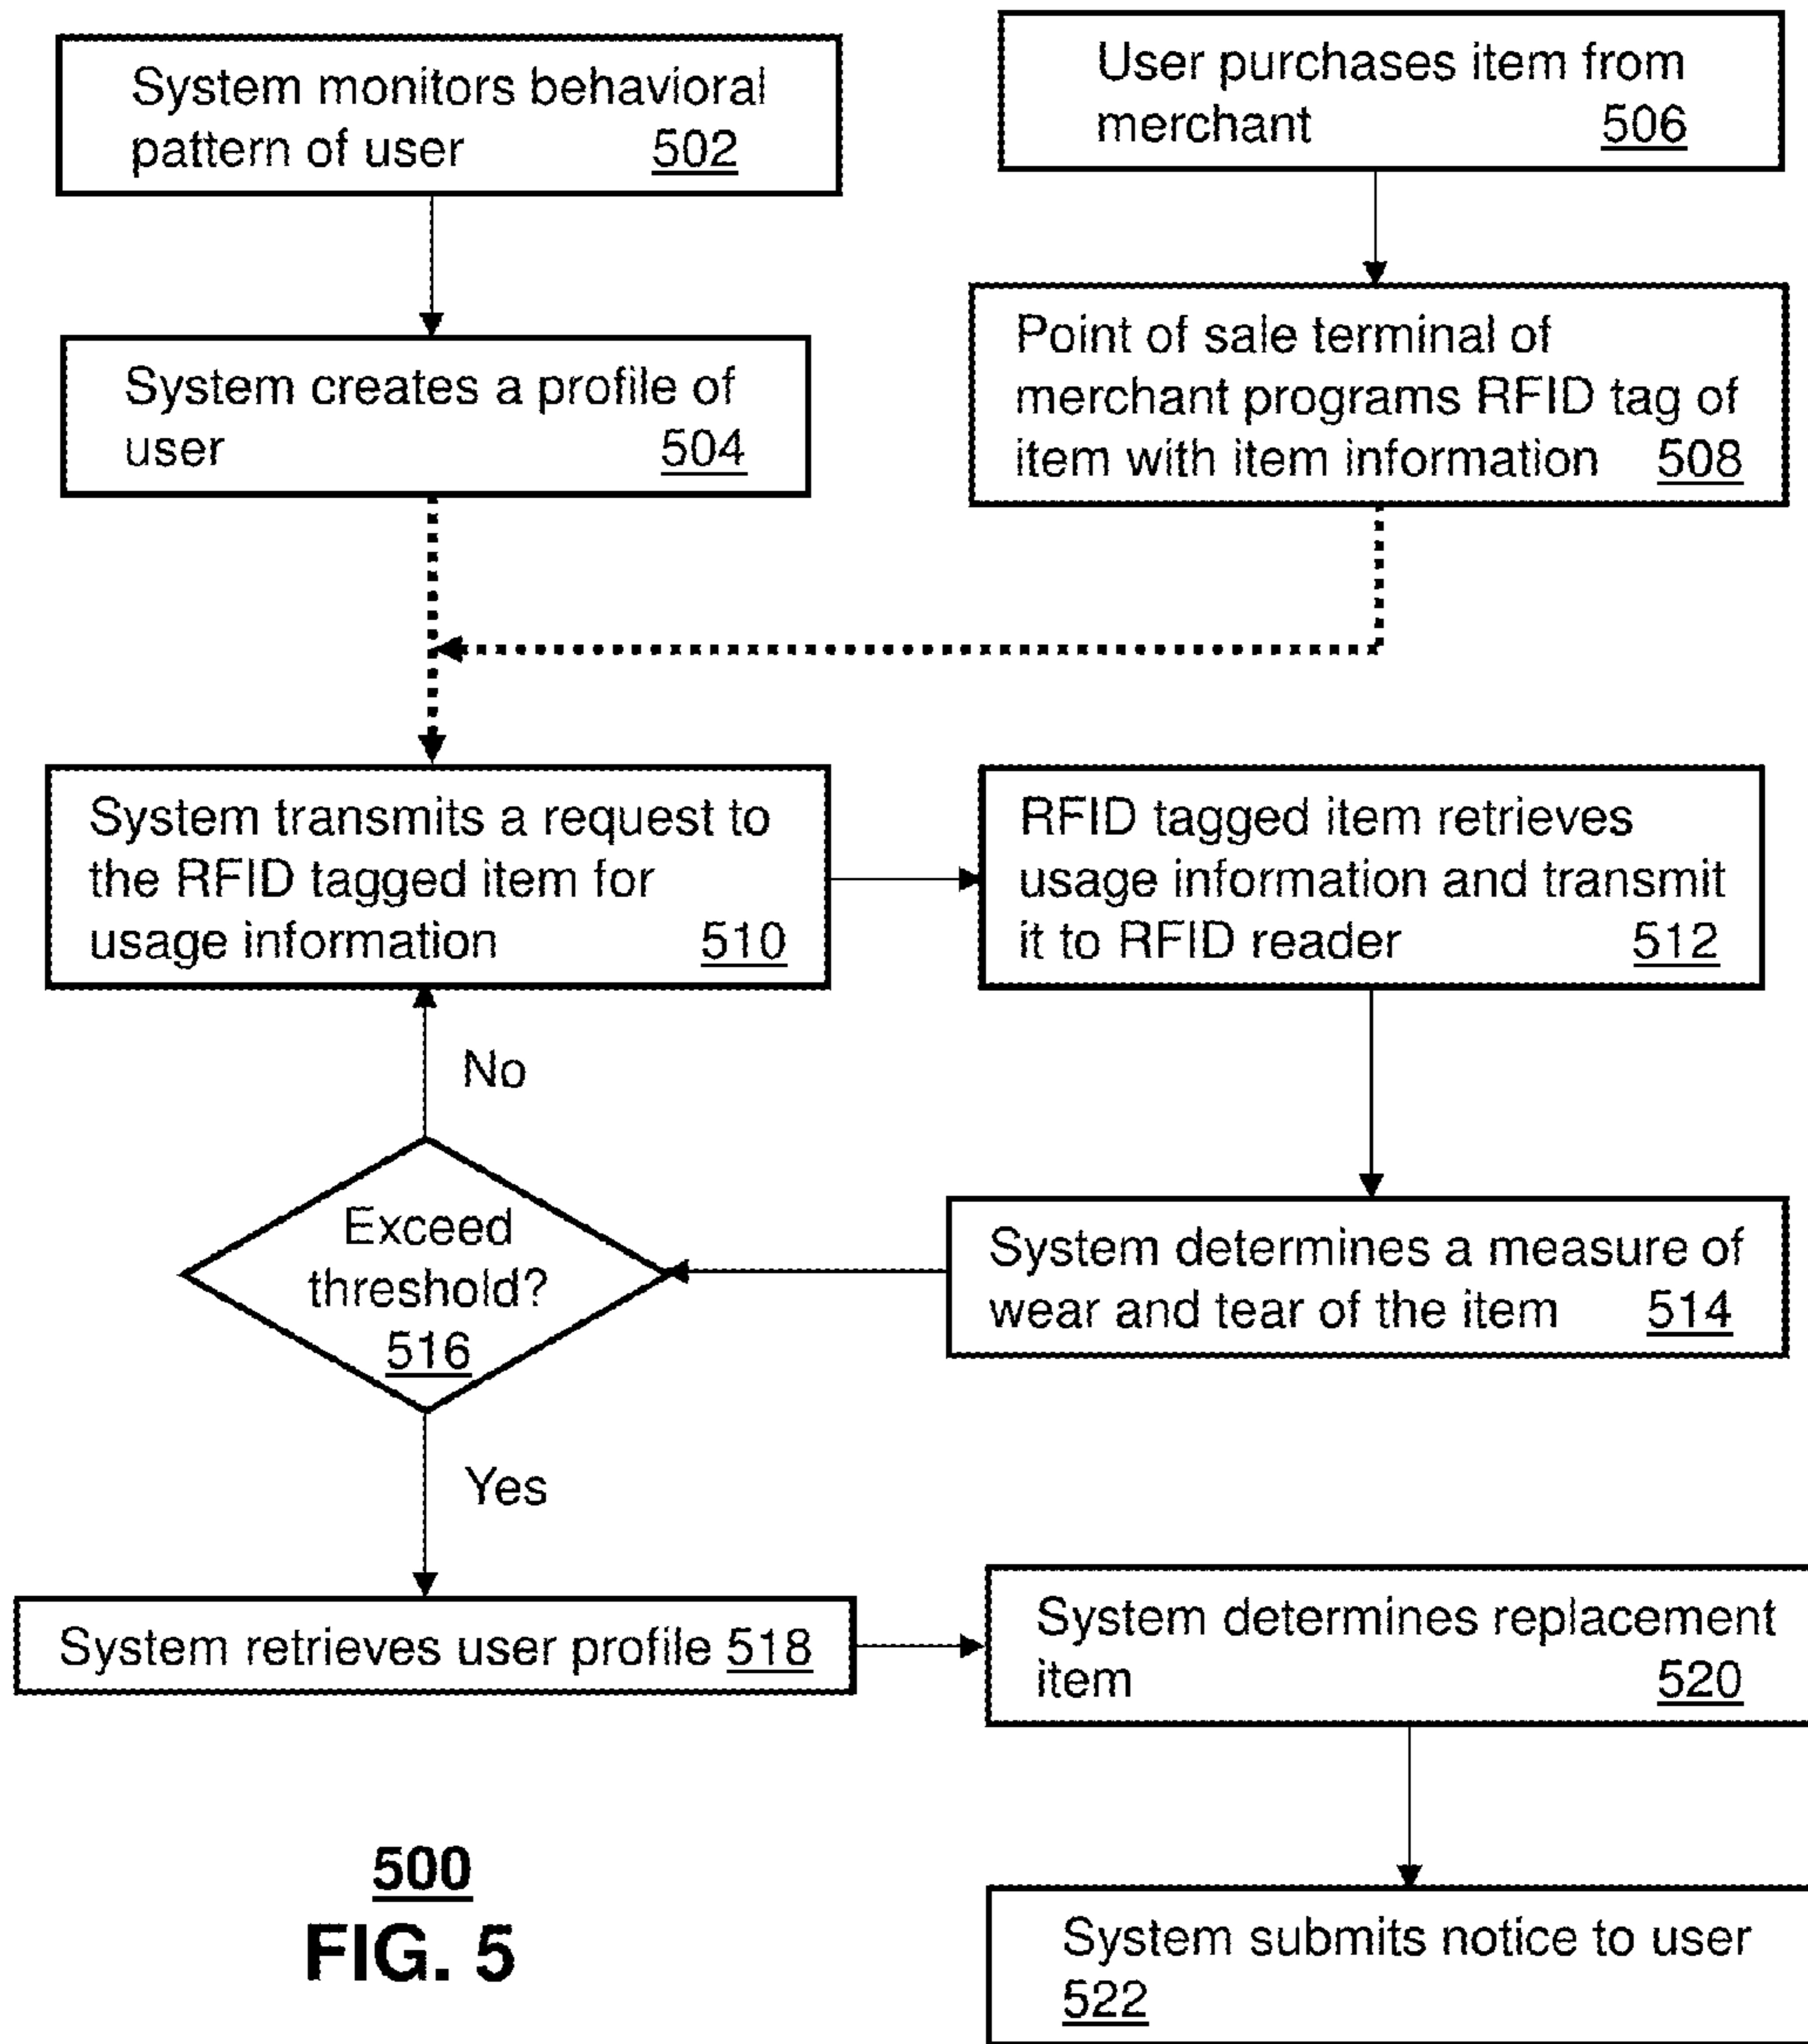 System monitors behavioral
pattern of user 502
User purchases item from
merchant 506
System creates a profile of
user 504
Point of sale terminal of
merchant programs RFID tag of
item with item information 508
System transmits a request to
the RFID tagged item for
usage information 510
RFID tagged item retrieves
usage information and transmit
it to RFID reader 512
No
Exceed
threshold?
516
System determines a measure of
wear and tear of the item 514
Yes
System retrieves user profile 518
System determines replacement
item 520
System submits notice to user
522
500
FIG. 5